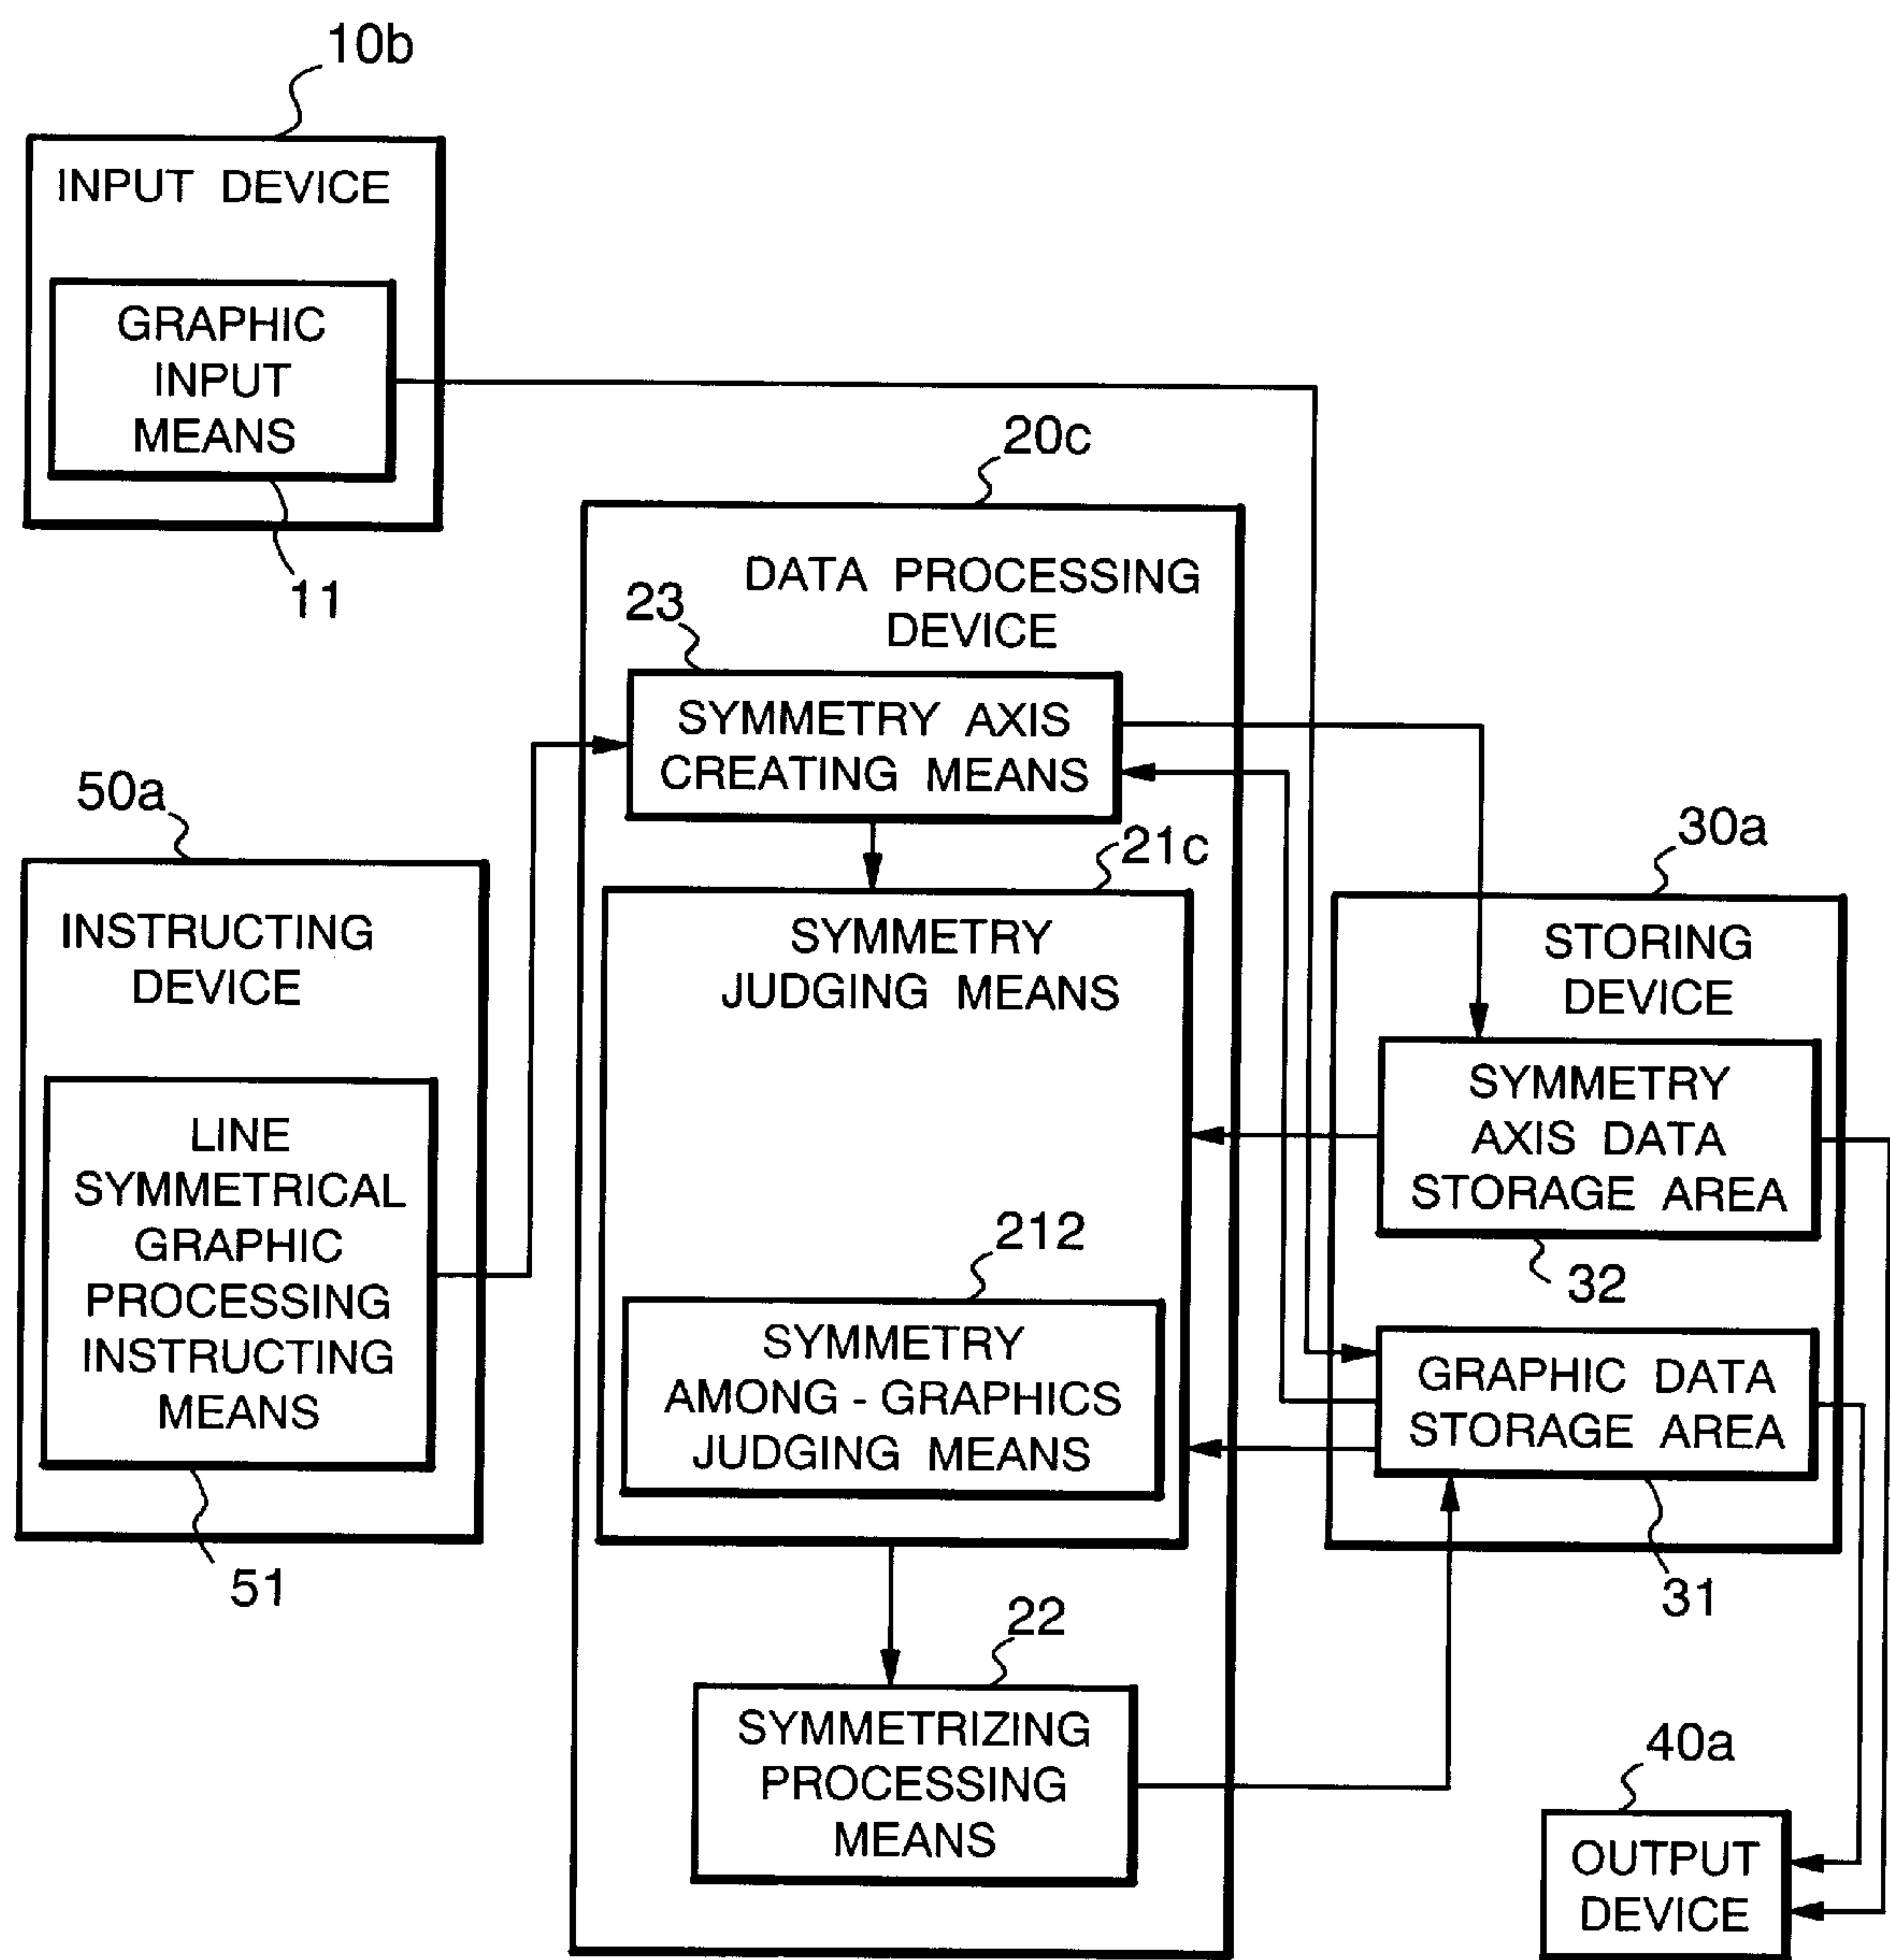 10b
INPUT DEVICE
GRAPHIC
INPUT
MEANS
11
20c
DATA PROCESSING
DEVICE
23
SYMMETRY AXIS
CREATING MEANS
50a
INSTRUCTING
DEVICE
LINE
SYMMETRICAL
GRAPHIC
PROCESSING
INSTRUCTING
MEANS
51
21c
SYMMETRY
JUDGING MEANS
212
SYMMETRY
AMONG - GRAPHICS
JUDGING MEANS
22
SYMMETRIZING
PROCESSING
MEANS
30a
STORING
DEVICE
SYMMETRY
AXIS DATA
STORAGE AREA
32
GRAPHIC DATA
STORAGE AREA
31
40a
OUTPUT
DEVICE